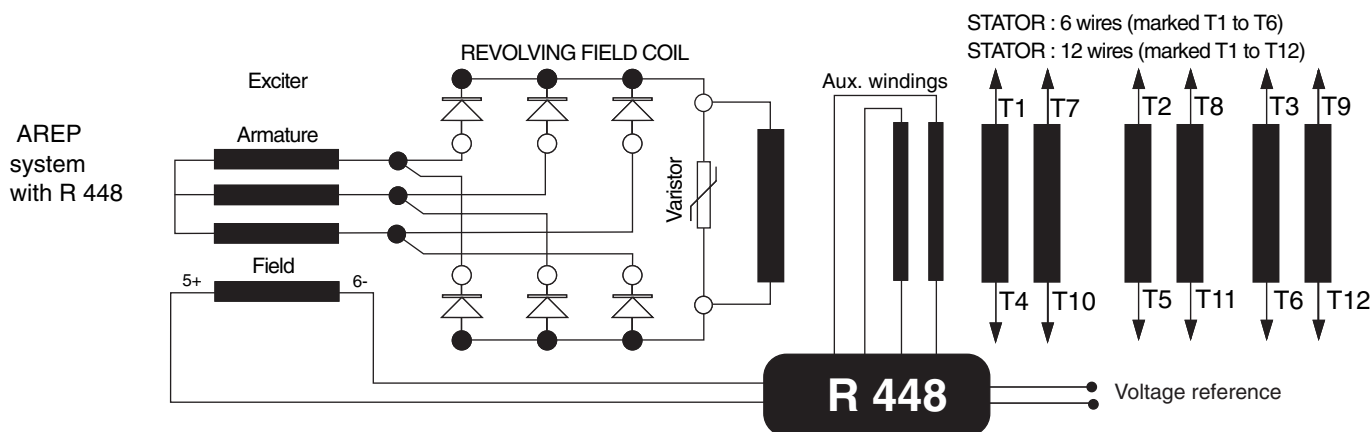 STATOR : 6 wires (marked T1 to T6)
STATOR : 12 wires (marked T1 to T12)
REVOLVING FIELD COIL
Exciter
Aux. windings
AREP
system
with R 448
Armature
T1 T7 T2 T8 T3 T9
Varistor
Field
5+ 6-
T4 T10 T5 T11 T6 T12
R 448
Voltage reference